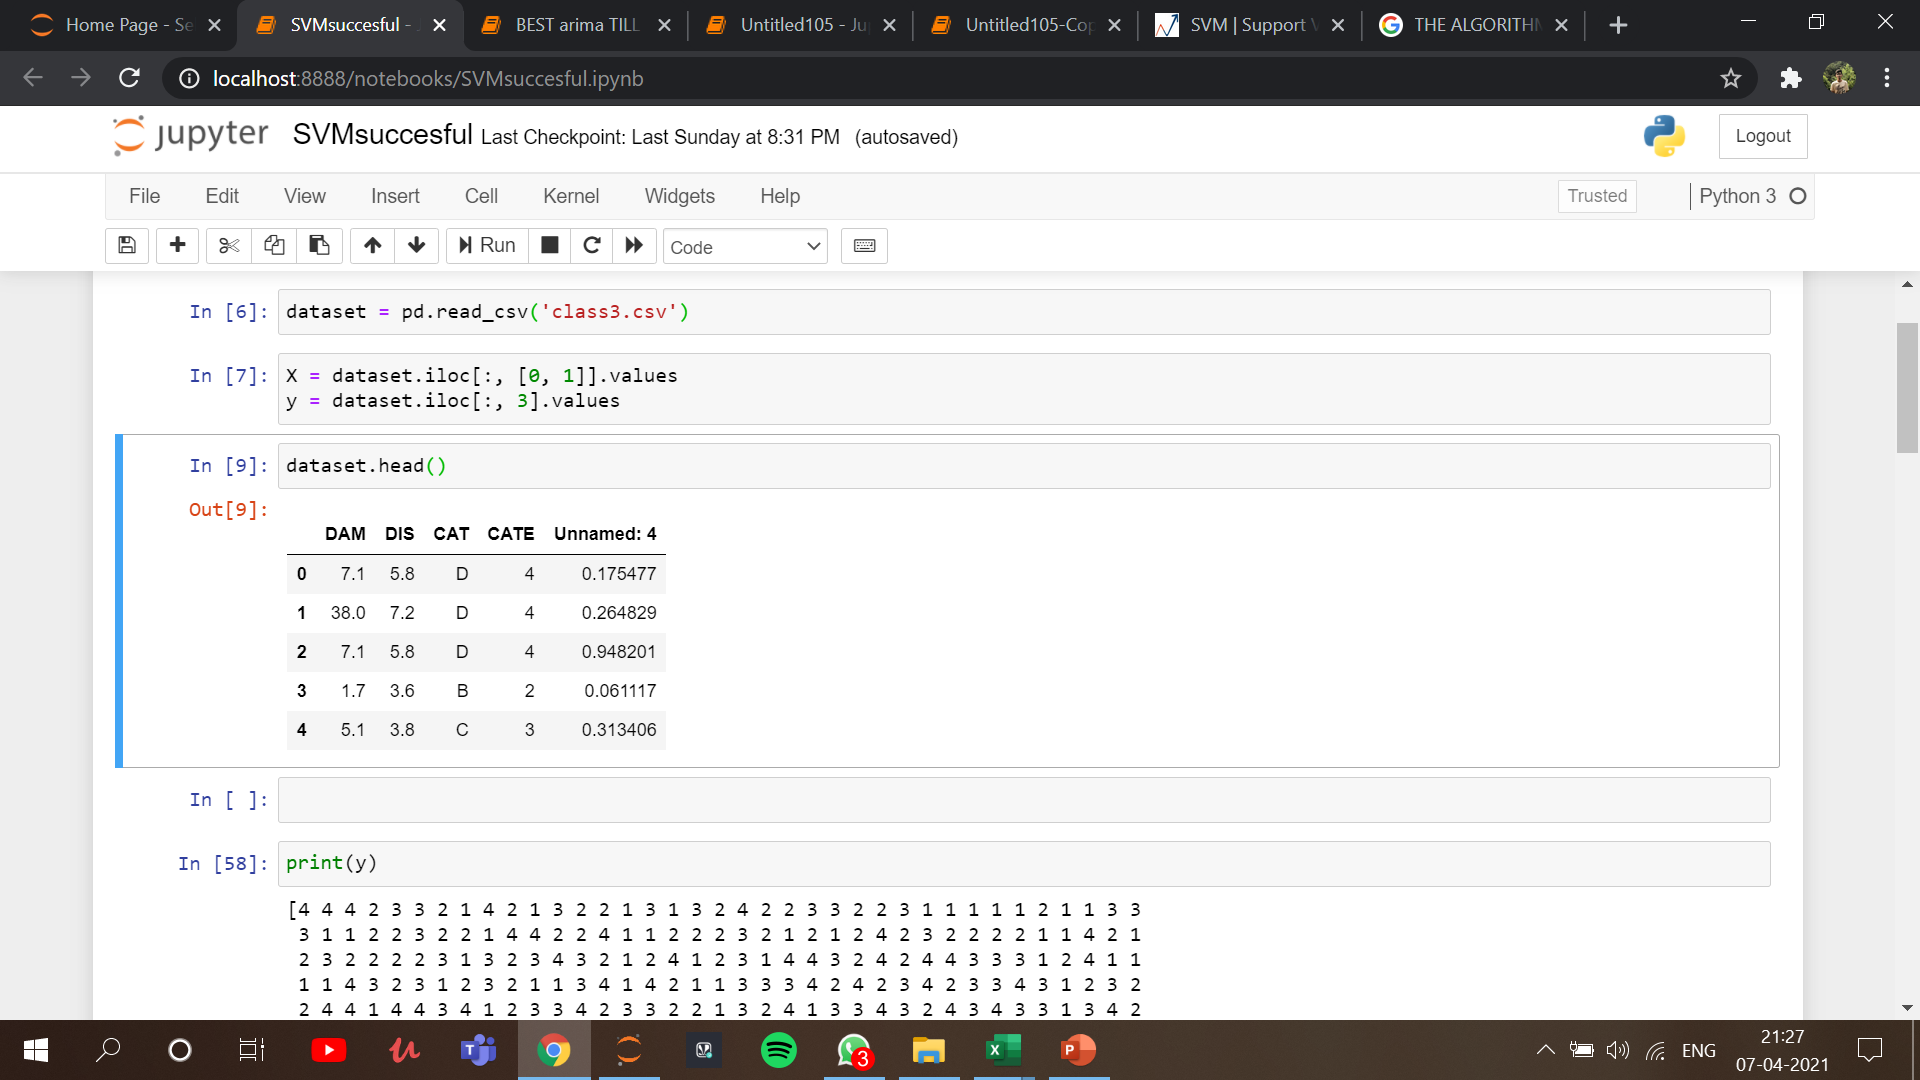 Home Page - Se
SVMsuccesful - J
BEST arima TILL
Untitled105 - Ju
Untitled105-Cop
SVM | Support V
THE ALGORITHM
localhost:8888/notebooks/SVMsuccesful.ipynb
jupyter SVMsuccesful Last Checkpoint: Last Sunday at 8:31 PM (autosaved)
Logout
File Edit View Insert Cell Kernel Widgets Help
Trusted
Python 3
Run
Code
In [6]: dataset = pd.read_csv('class3.csv')
In [7]: X = dataset.iloc[:, [0, 1]].values
y = dataset.iloc[:, 3].values
In [9]: dataset.head()
Out[9]:
DAM DIS CAT CATE Unnamed: 4
0 7.1 5.8 D 4 0.175477
1 38.0 7.2 D 4 0.264829
2 7.1 5.8 D 4 0.948201
3 1.7 3.6 B 2 0.061117
4 5.1 3.8 C 3 0.313406
In [ ]:
In [58]: print(y)
[4 4 4 2 3 3 2 1 4 2 1 3 2 2 1 3 1 3 2 4 2 2 3 3 2 2 3 1 1 1 1 1 2 1 1 3 3
3 1 1 2 2 3 2 2 1 4 4 2 2 4 1 1 2 2 2 3 2 1 2 1 2 4 2 3 2 2 2 2 1 1 4 2 1
2 3 2 2 2 2 3 1 3 2 3 4 3 2 1 2 4 1 2 3 1 4 4 3 2 4 2 4 4 3 3 3 1 2 4 1 1
1 1 4 3 2 3 1 2 3 2 1 1 3 4 1 4 2 1 1 3 3 3 4 2 4 2 3 4 2 3 3 4 3 1 2 3 2
2 4 4 1 4 4 3 4 1 2 3 3 4 2 3 3 2 2 1 3 2 4 1 3 3 4 3 2 4 3 4 3 3 1 3 4 2
3
ENG
21:27
07-04-2021